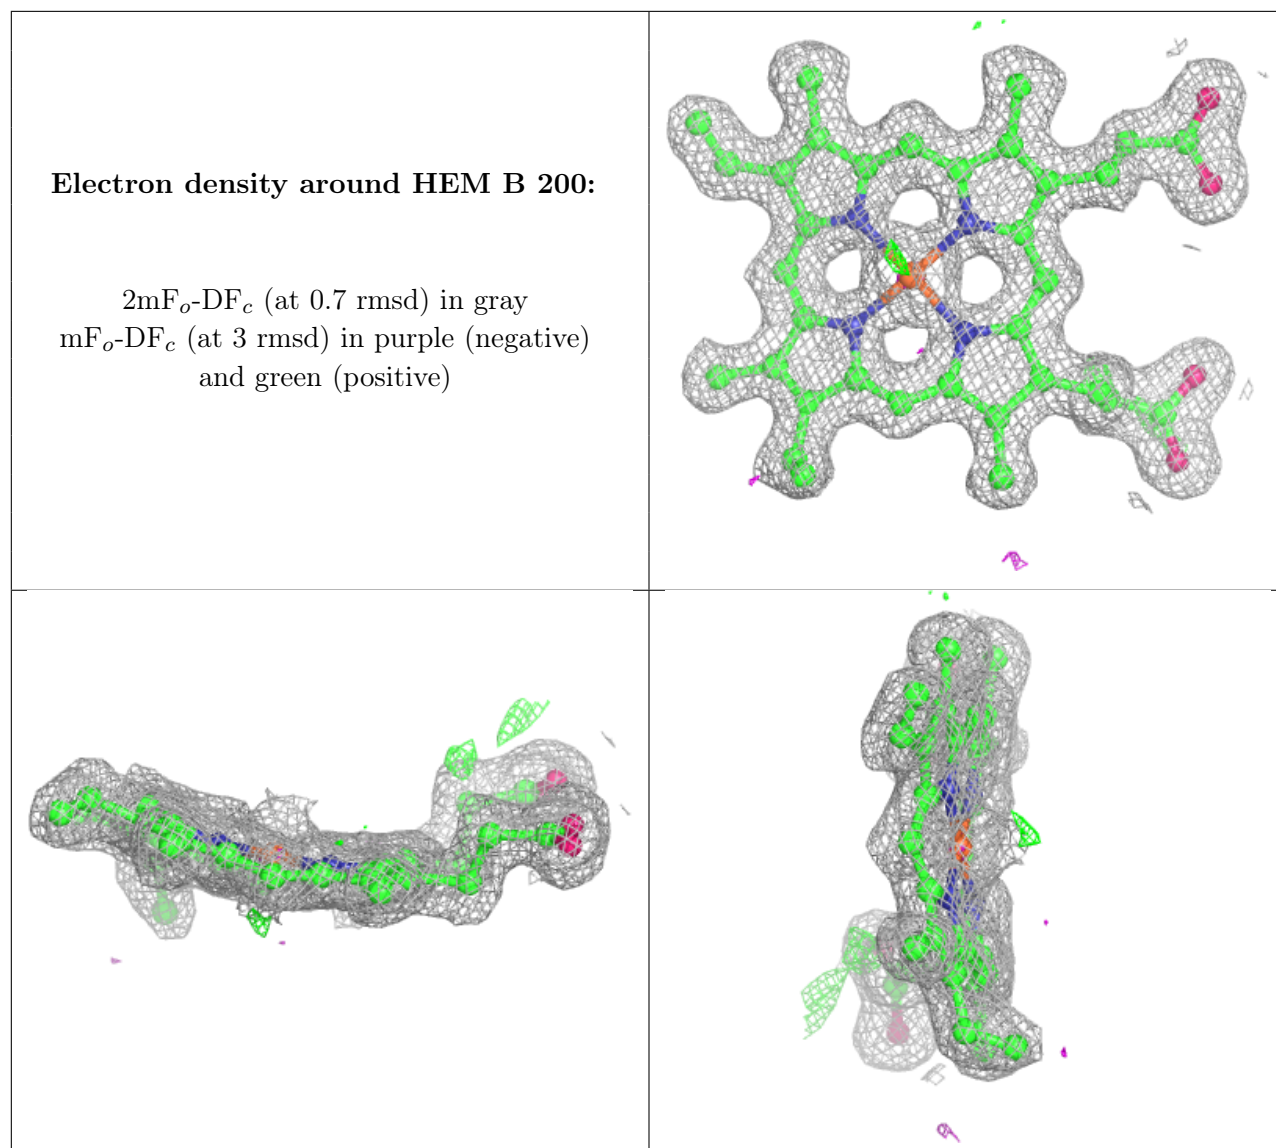 Electron density around HEM B 200:
2mFo-DFc (at 0.7 rmsd) in gray
mFo-DFc (at 3 rmsd) in purple (negative)
and green (positive)